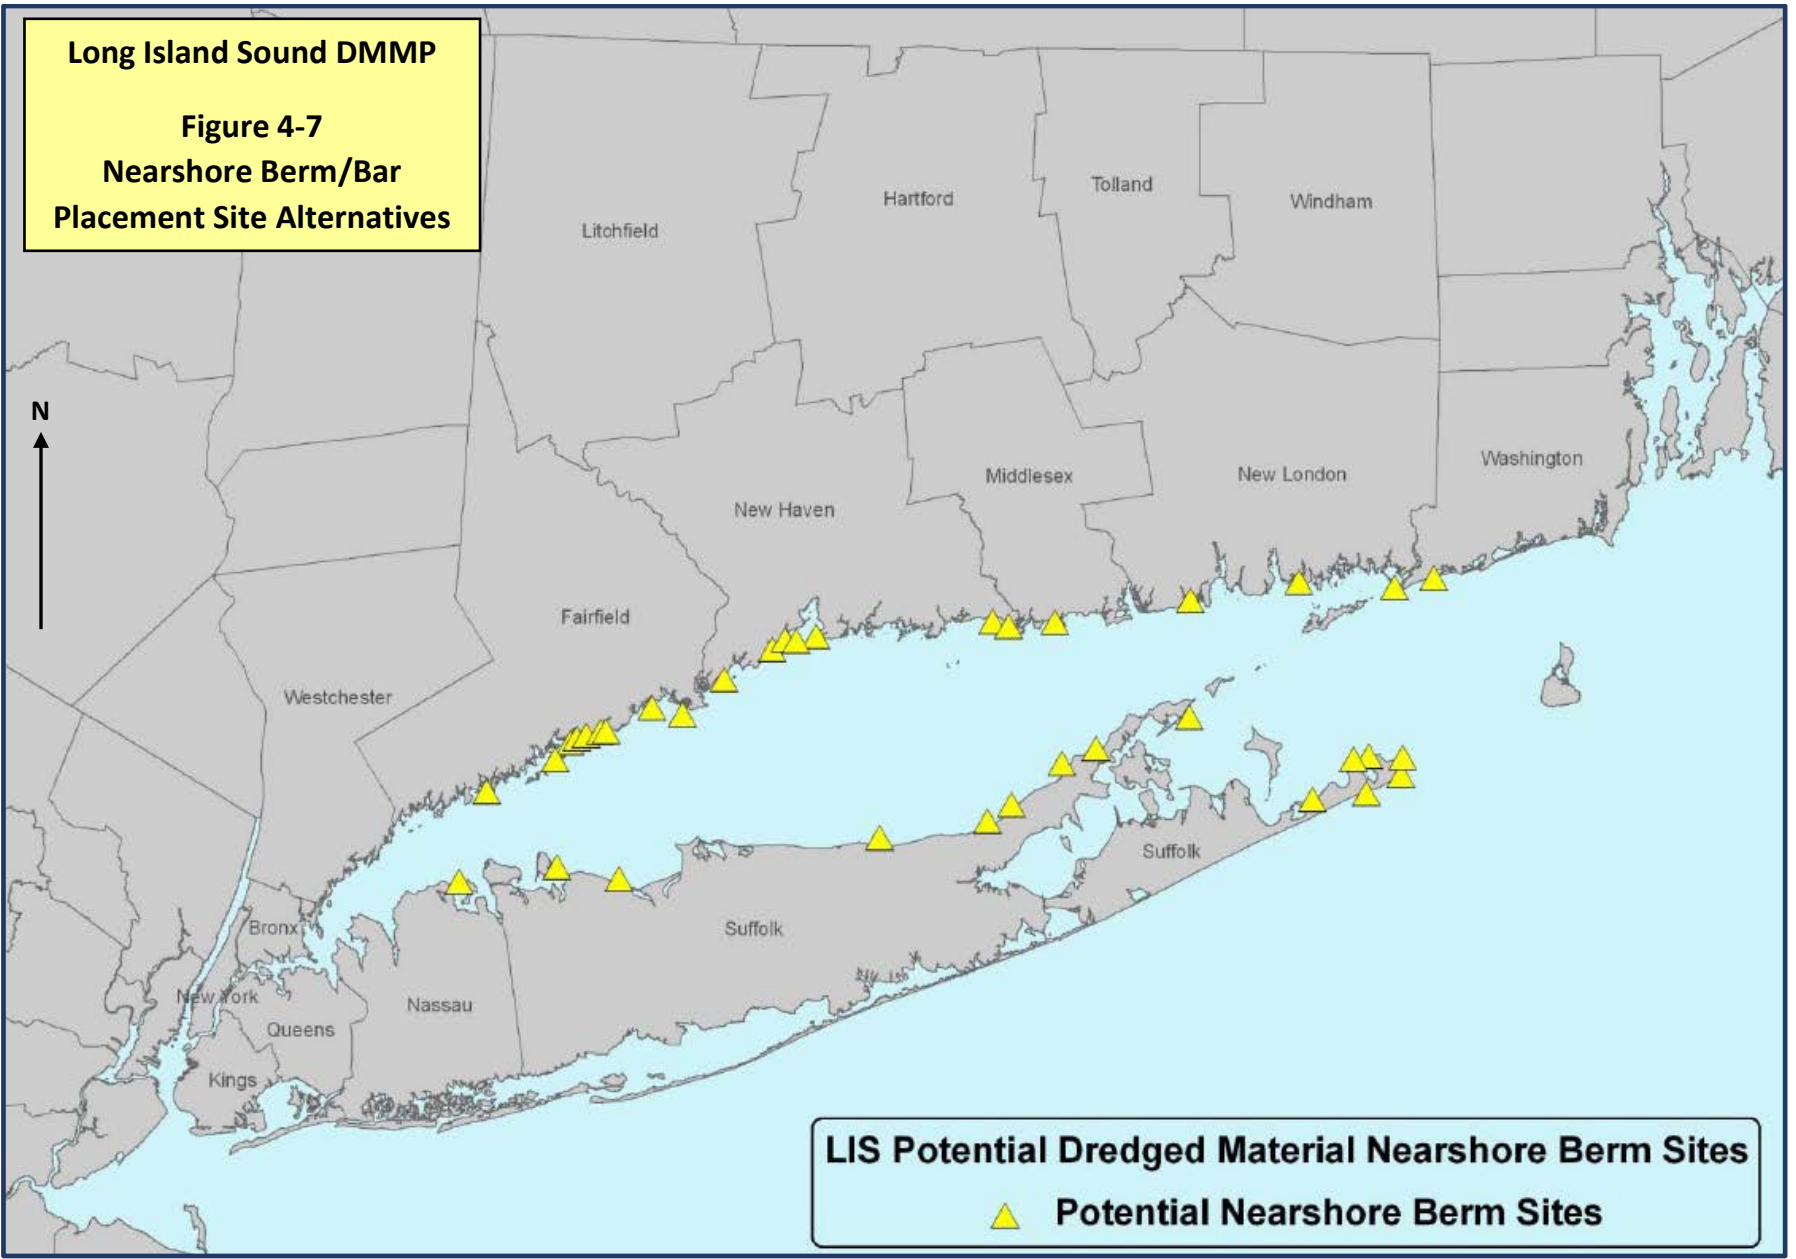 Long Island Sound DMMP
Figure 4-7
Nearshore Berm/Bar
Placement Site Alternatives
N
Litchfield
Hartford
Tolland
Windham
New Haven
Middlesex
New London
Washington
Fairfield
Westchester
Suffolk
Bronx
Suffolk
New York
Nassau
Queens
Kings
LIS Potential Dredged Material Nearshore Berm Sites
Potential Nearshore Berm Sites